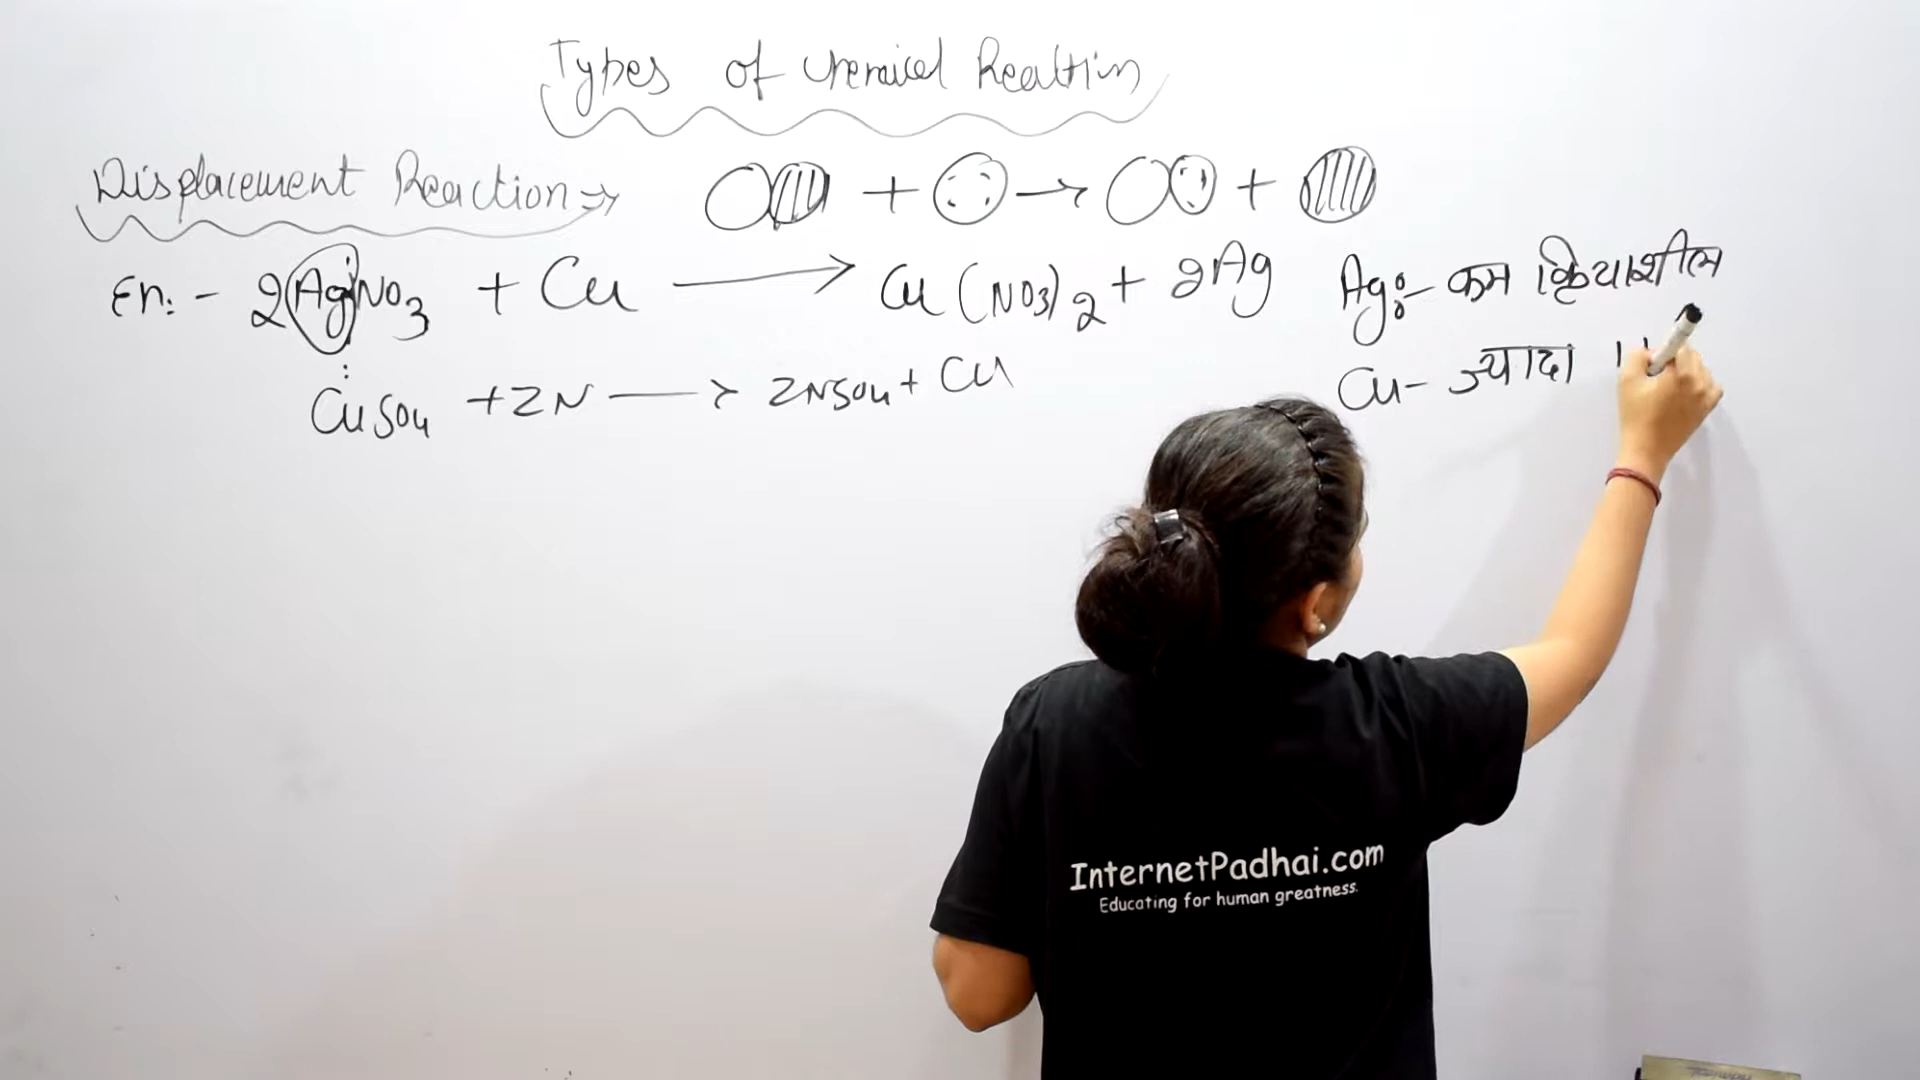 Types of Chemical Reaction
Displacement Reaction ⇒ + → +
Ex: - 2AgNO3 + Cu → Cu(NO3)2 + 2Ag
CuSO4 + ZN → ZNSO4 + Cu
Ag:- कम क्रियाशील
Cu- ज्यादा "
InternetPadhai.com
Educating for human greatness.